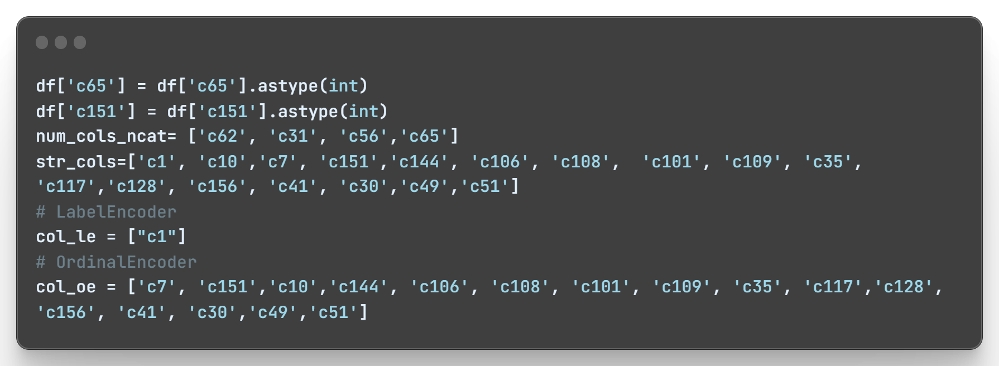 df['c65'] = df['c65'].astype(int)
df['c151'] = df['c151'].astype(int)
num_cols_ncat= ['c62', 'c31', 'c56','c65']
str_cols=['c1', 'c10','c7', 'c151','c144', 'c106', 'c108',  'c101', 'c109', 'c35',
'c117','c128', 'c156', 'c41', 'c30','c49','c51']
# LabelEncoder
col_le = ["c1"]
# OrdinalEncoder
col_oe = ['c7', 'c151','c10','c144', 'c106', 'c108', 'c101', 'c109', 'c35', 'c117','c128',
'c156', 'c41', 'c30','c49','c51']